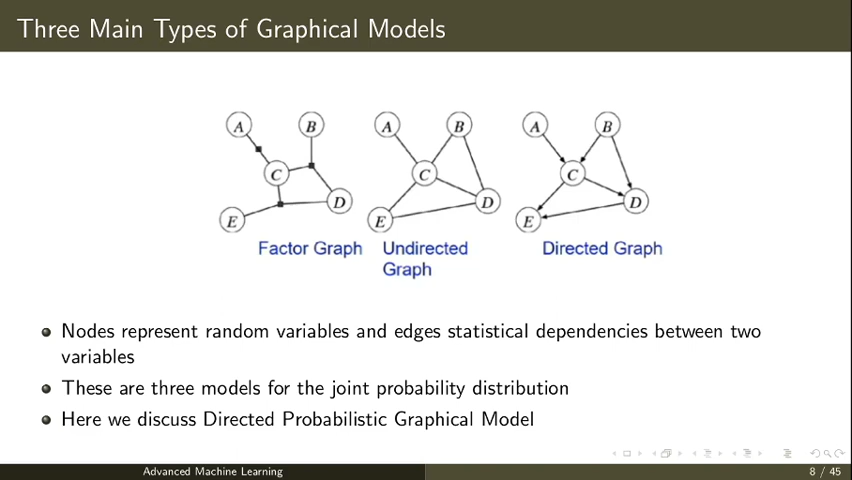 Three Main Types of Graphical Models
A B A B A B
C C C
E D E D E D
Factor Graph Undirected Graph Directed Graph
Nodes represent random variables and edges statistical dependencies between two
variables
These are three models for the joint probability distribution
Here we discuss Directed Probabilistic Graphical Model
Advanced Machine Learning 8 / 45